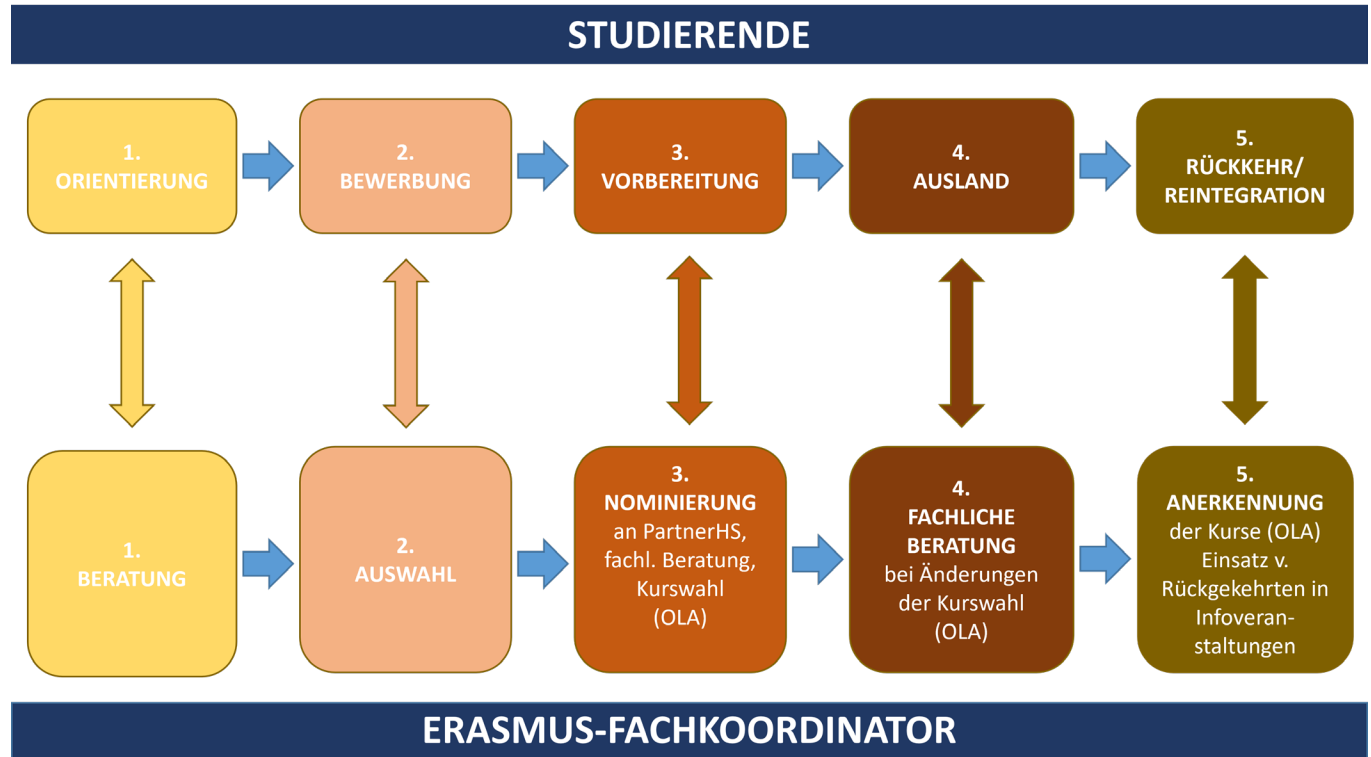 STUDIERENDE
1.
ORIENTIERUNG
2.
BEWERBUNG
3.
VORBEREITUNG
4.
AUSLAND
5.
RÜCKKEHR/
REINTEGRATION
1.
BERATUNG
2.
AUSWAHL
3.
NOMINIERUNG
an PartnerHS,
fachl. Beratung,
Kurswahl
(OLA)
4.
FACHLICHE
BERATUNG
bei Änderungen
der Kurswahl
(OLA)
5.
ANERKENNUNG
der Kurse (OLA)
Einsatz v.
Rückgekehrten in
Infoveran-
staltungen
ERASMUS-FACHKOORDINATOR